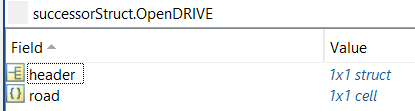 successorStruct.OpenDRIVE
Field Value
header 1x1 struct
road 1x1 cell